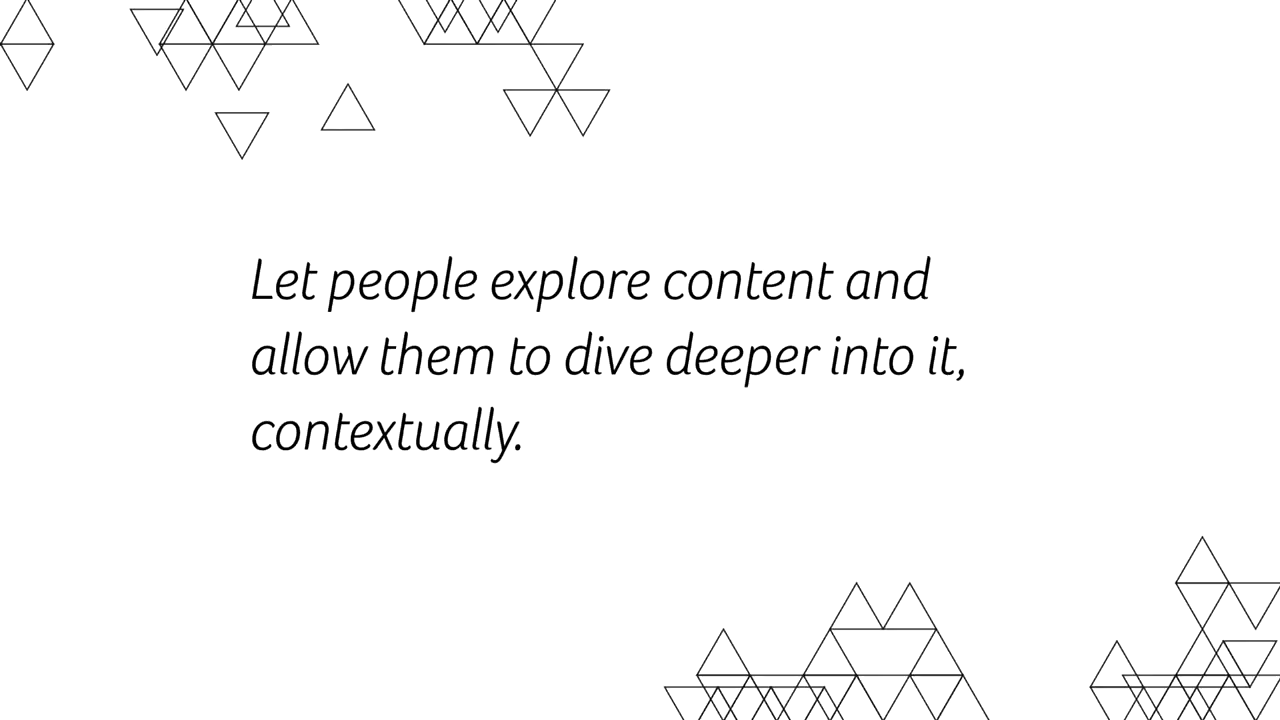 Let people explore content and
allow them to dive deeper into it,
contextually.